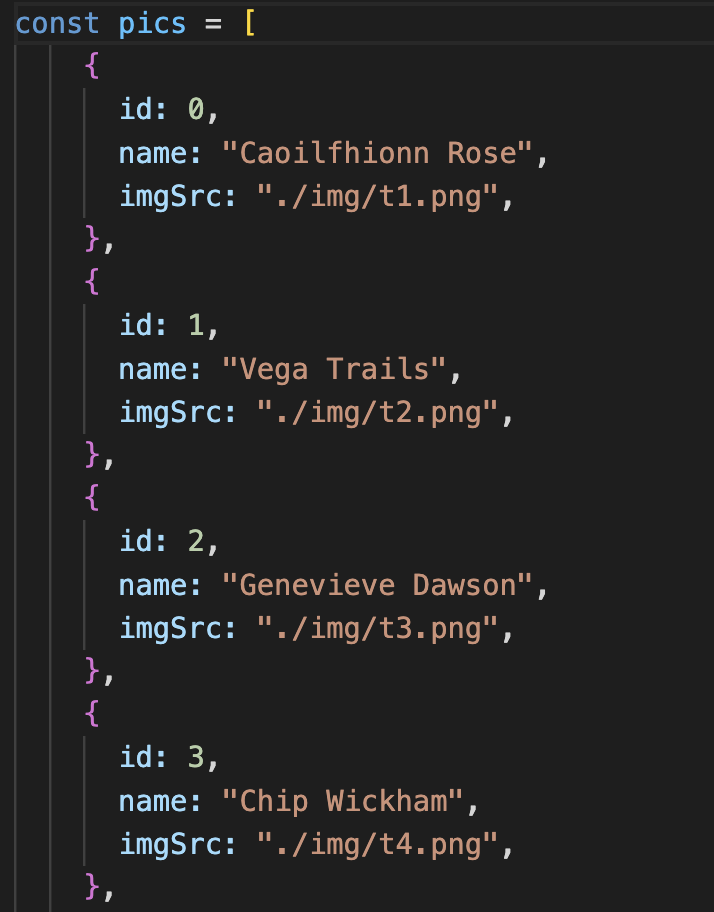 const pics = [
{
id: 0,
name: "Caoilfhionn Rose",
imgSrc: "./img/t1.png",
},
{
id: 1,
name: "Vega Trails",
imgSrc: "./img/t2.png",
},
{
id: 2,
name: "Genevieve Dawson",
imgSrc: "./img/t3.png",
},
{
id: 3,
name: "Chip Wickham",
imgSrc: "./img/t4.png",
},